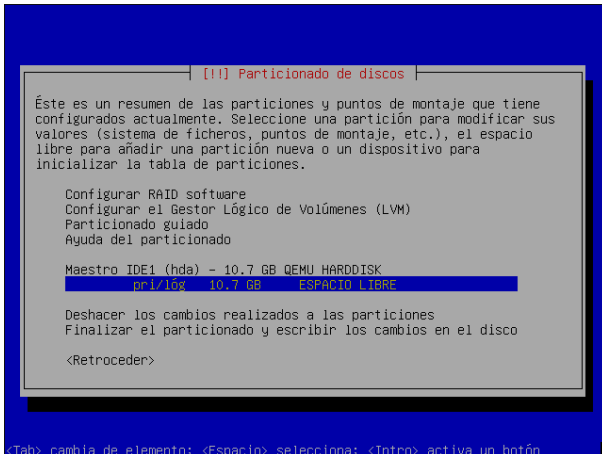 [!!] Particionado de discos
Éste es un resumen de las particiones y puntos de montaje que tiene
configurados actualmente. Seleccione una partición para modificar sus
valores (sistema de ficheros, puntos de montaje, etc.), el espacio
libre para añadir una partición nueva o un dispositivo para
inicializar la tabla de particiones.
Configurar RAID software
Configurar el Gestor Lógico de Volúmenes (LVM)
Particionado guiado
Ayuda del particionado
Maestro IDE1 (hda) – 10.7 GB QEMU HARDDISK
pri/lóg 10.7 GB ESPACIO LIBRE
Deshacer los cambios realizados a las particiones
Finalizar el particionado y escribir los cambios en el disco
<Retroceder>
<Tab> cambia de elemento; <Espacio> selecciona; <Intro> activa un botón